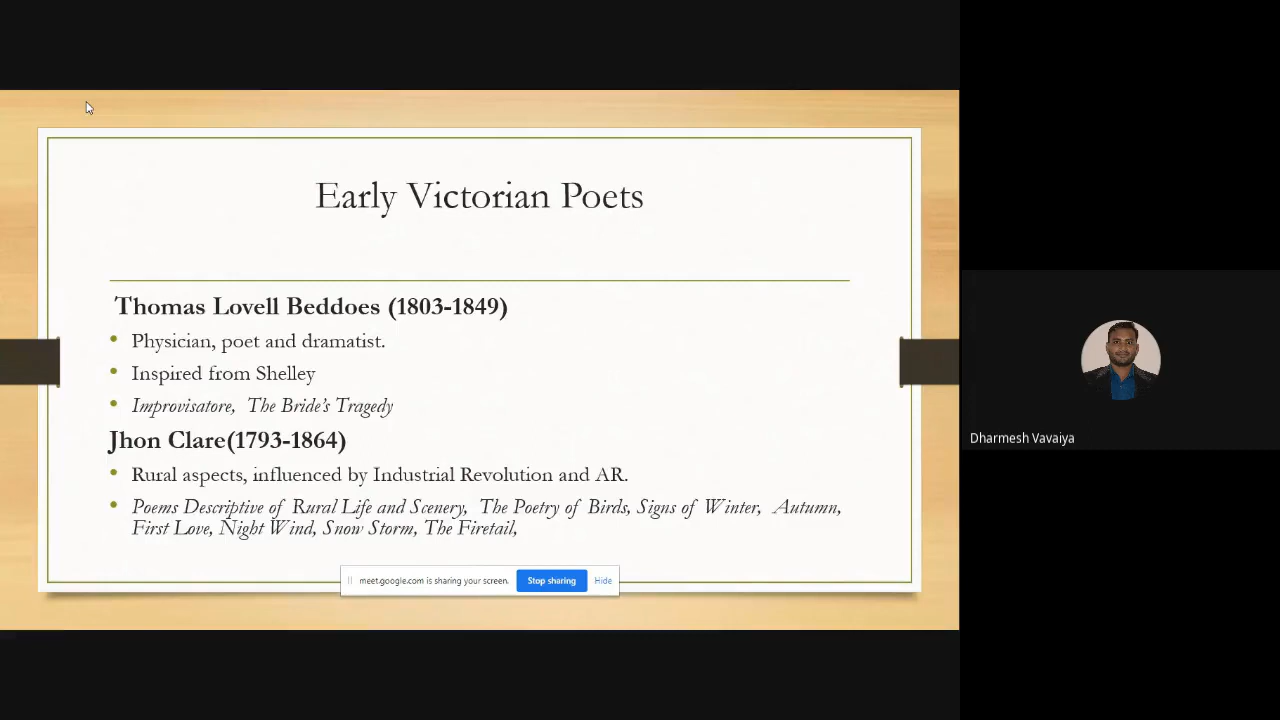 Early Victorian Poets
Thomas Lovell Beddoes (1803-1849)
• Physician, poet and dramatist.
• Inspired from Shelley
• Improvisatore, The Bride's Tragedy
Jhon Clare(1793-1864)
• Rural aspects, influenced by Industrial Revolution and AR.
• Poems Descriptive of Rural Life and Scenery, The Poetry of Birds, Signs of Winter, Autumn,
First Love, Night Wind, Snow Storm, The Firetail,
meet.google.com is sharing your screen. Stop sharing Hide
Dharmesh Vavaiya